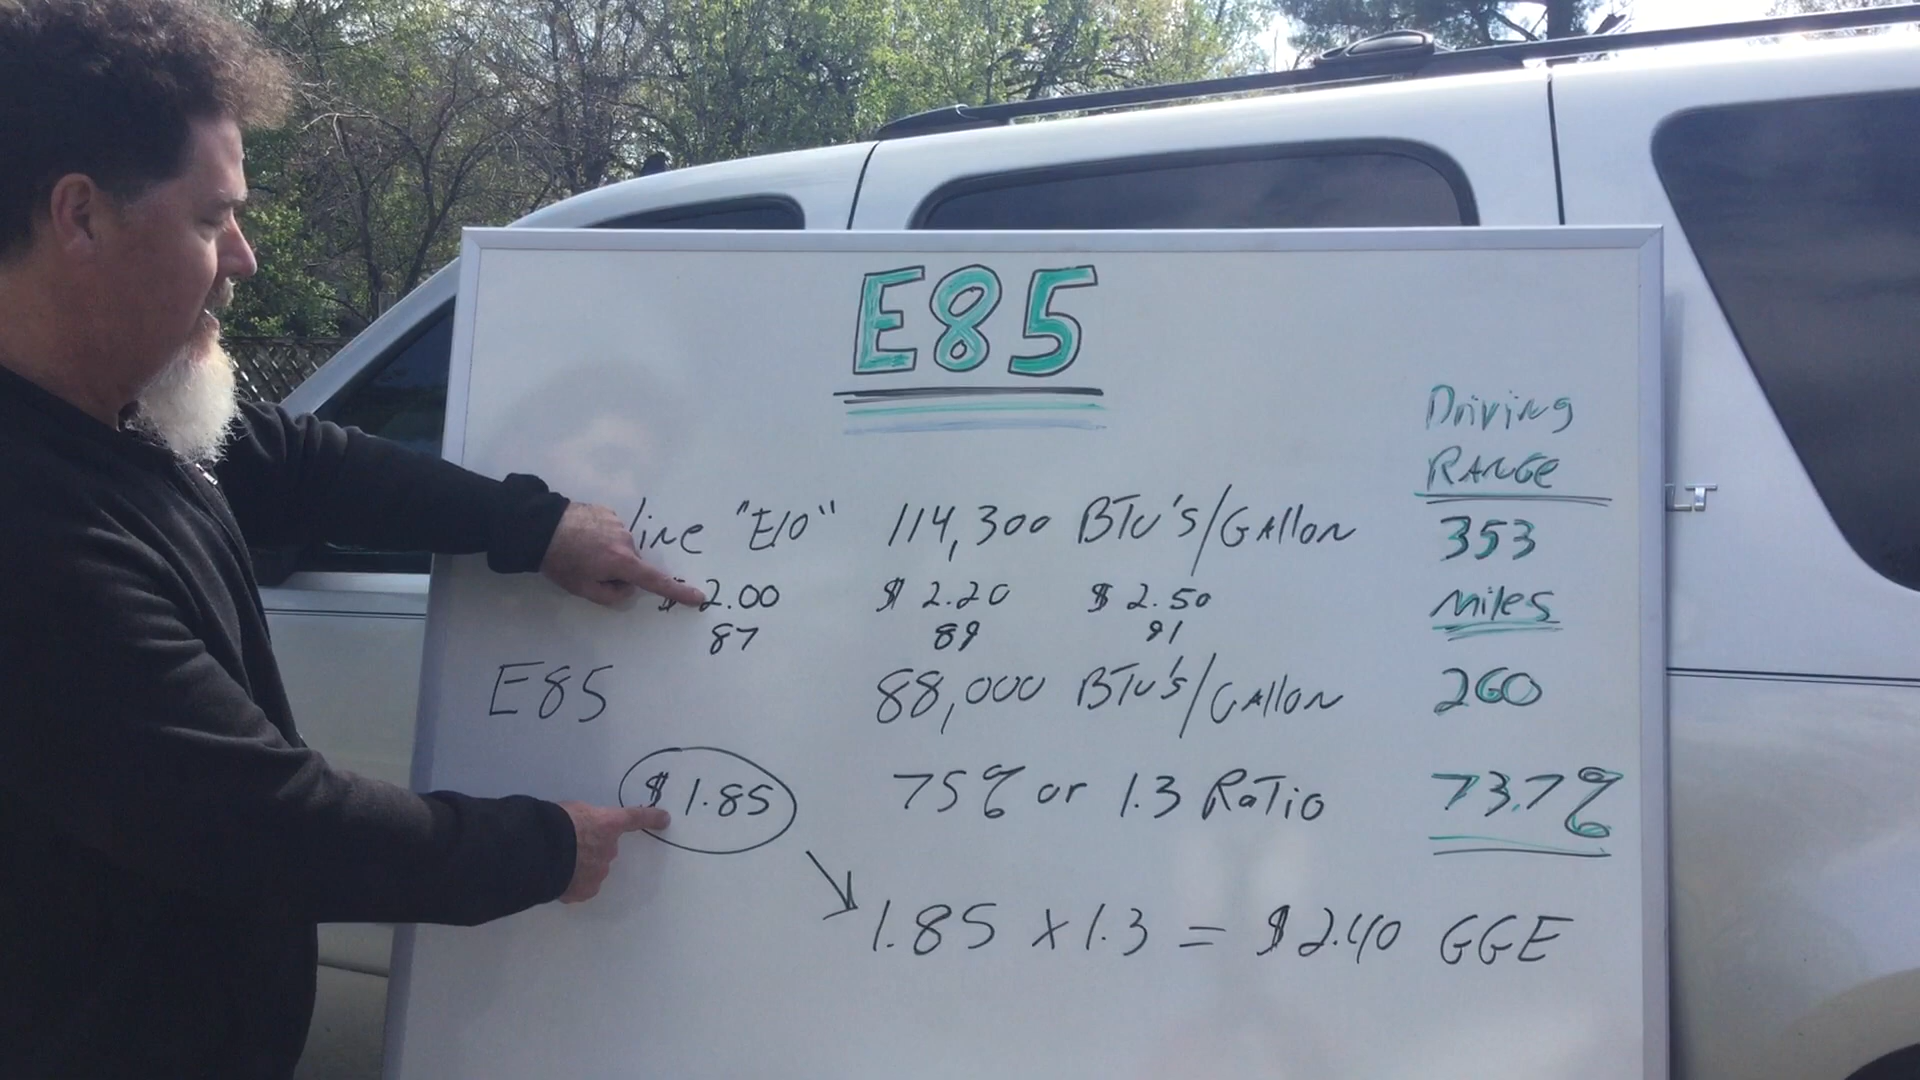 E85
Driving
RANGE
line "E10" 114,300 BTU's/GAllon 353
$ 2.00 $ 2.20 $ 2.50 miles
87 89 91
E85 88,000 BTU's/GAllon 260
$ 1.85 75% or 1.3 RaTio 73.7%
1.85 x 1.3 = $2.40 GGE
LT